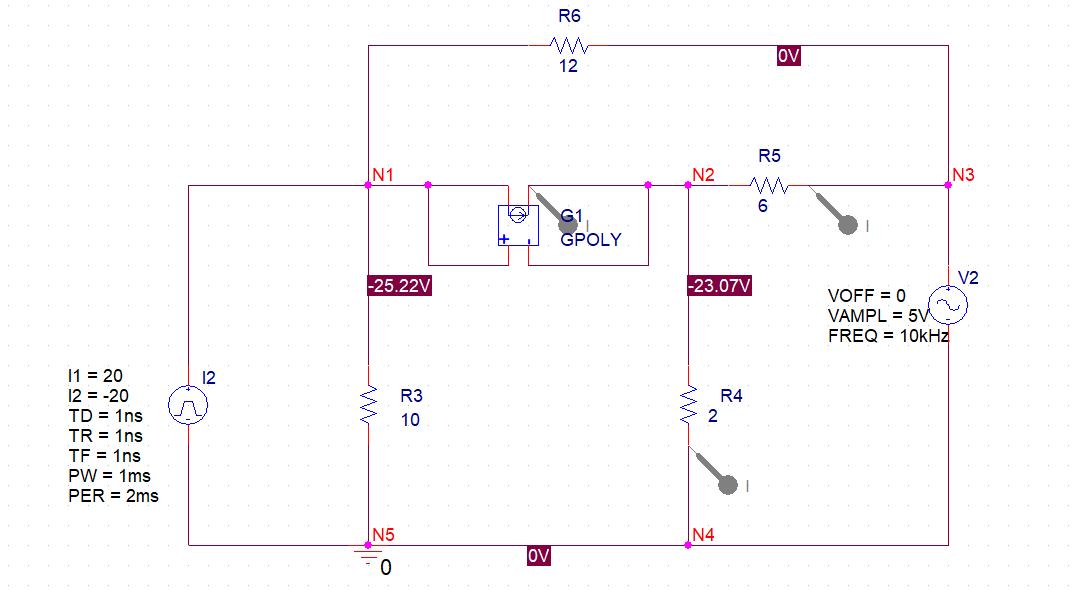 R6
12
0V
N1
N2
R5
6
N3
G1
I
GPOLY
I
-25.22V
-23.07V
V2
VOFF = 0
VAMPL = 5V
FREQ = 10kHz
I2
I1 = 20
I2 = -20
TD = 1ns
TR = 1ns
TF = 1ns
PW = 1ms
PER = 2ms
R3
10
R4
2
I
N5
N4
0V
0